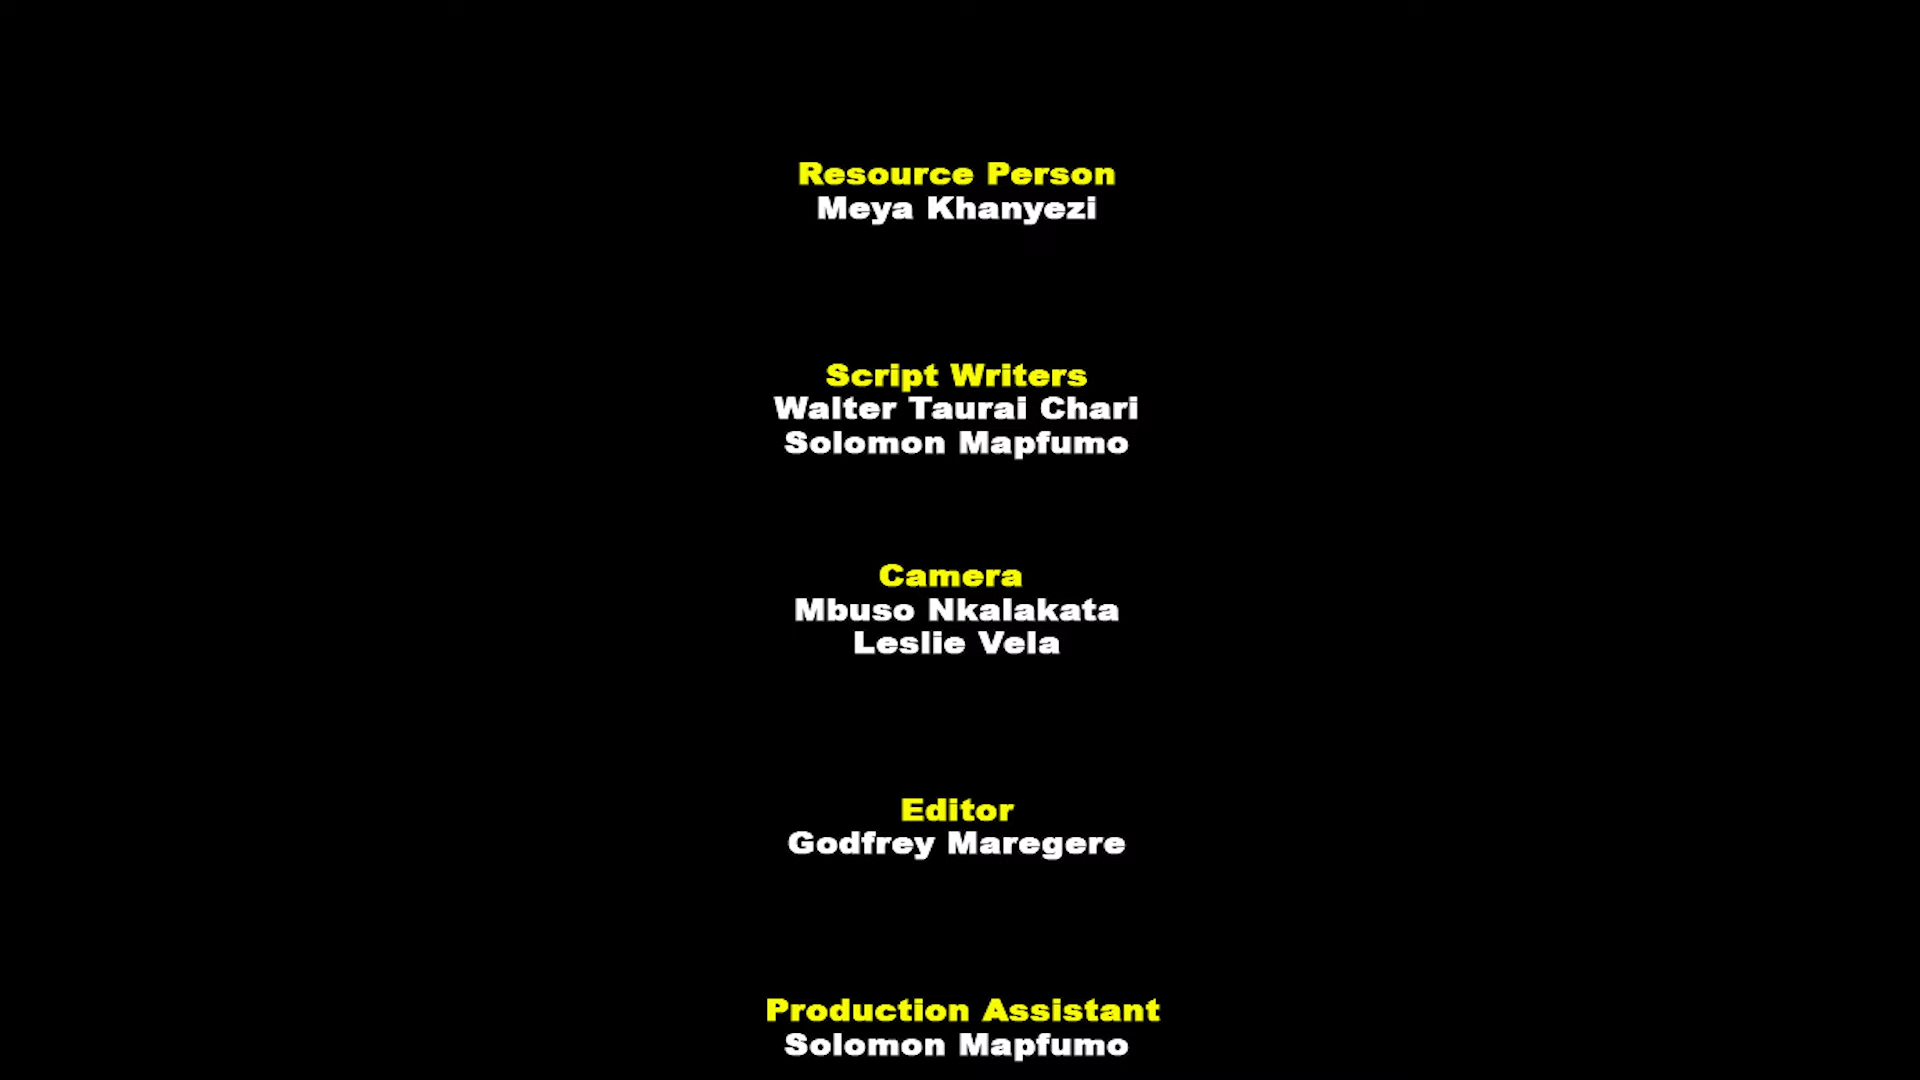 Resource Person
Meya Khanyezi
Script Writers
Walter Taurai Chari
Solomon Mapfumo
Camera
Mbuso Nkalakata
Leslie Vela
Editor
Godfrey Maregere
Production Assistant
Solomon Mapfumo